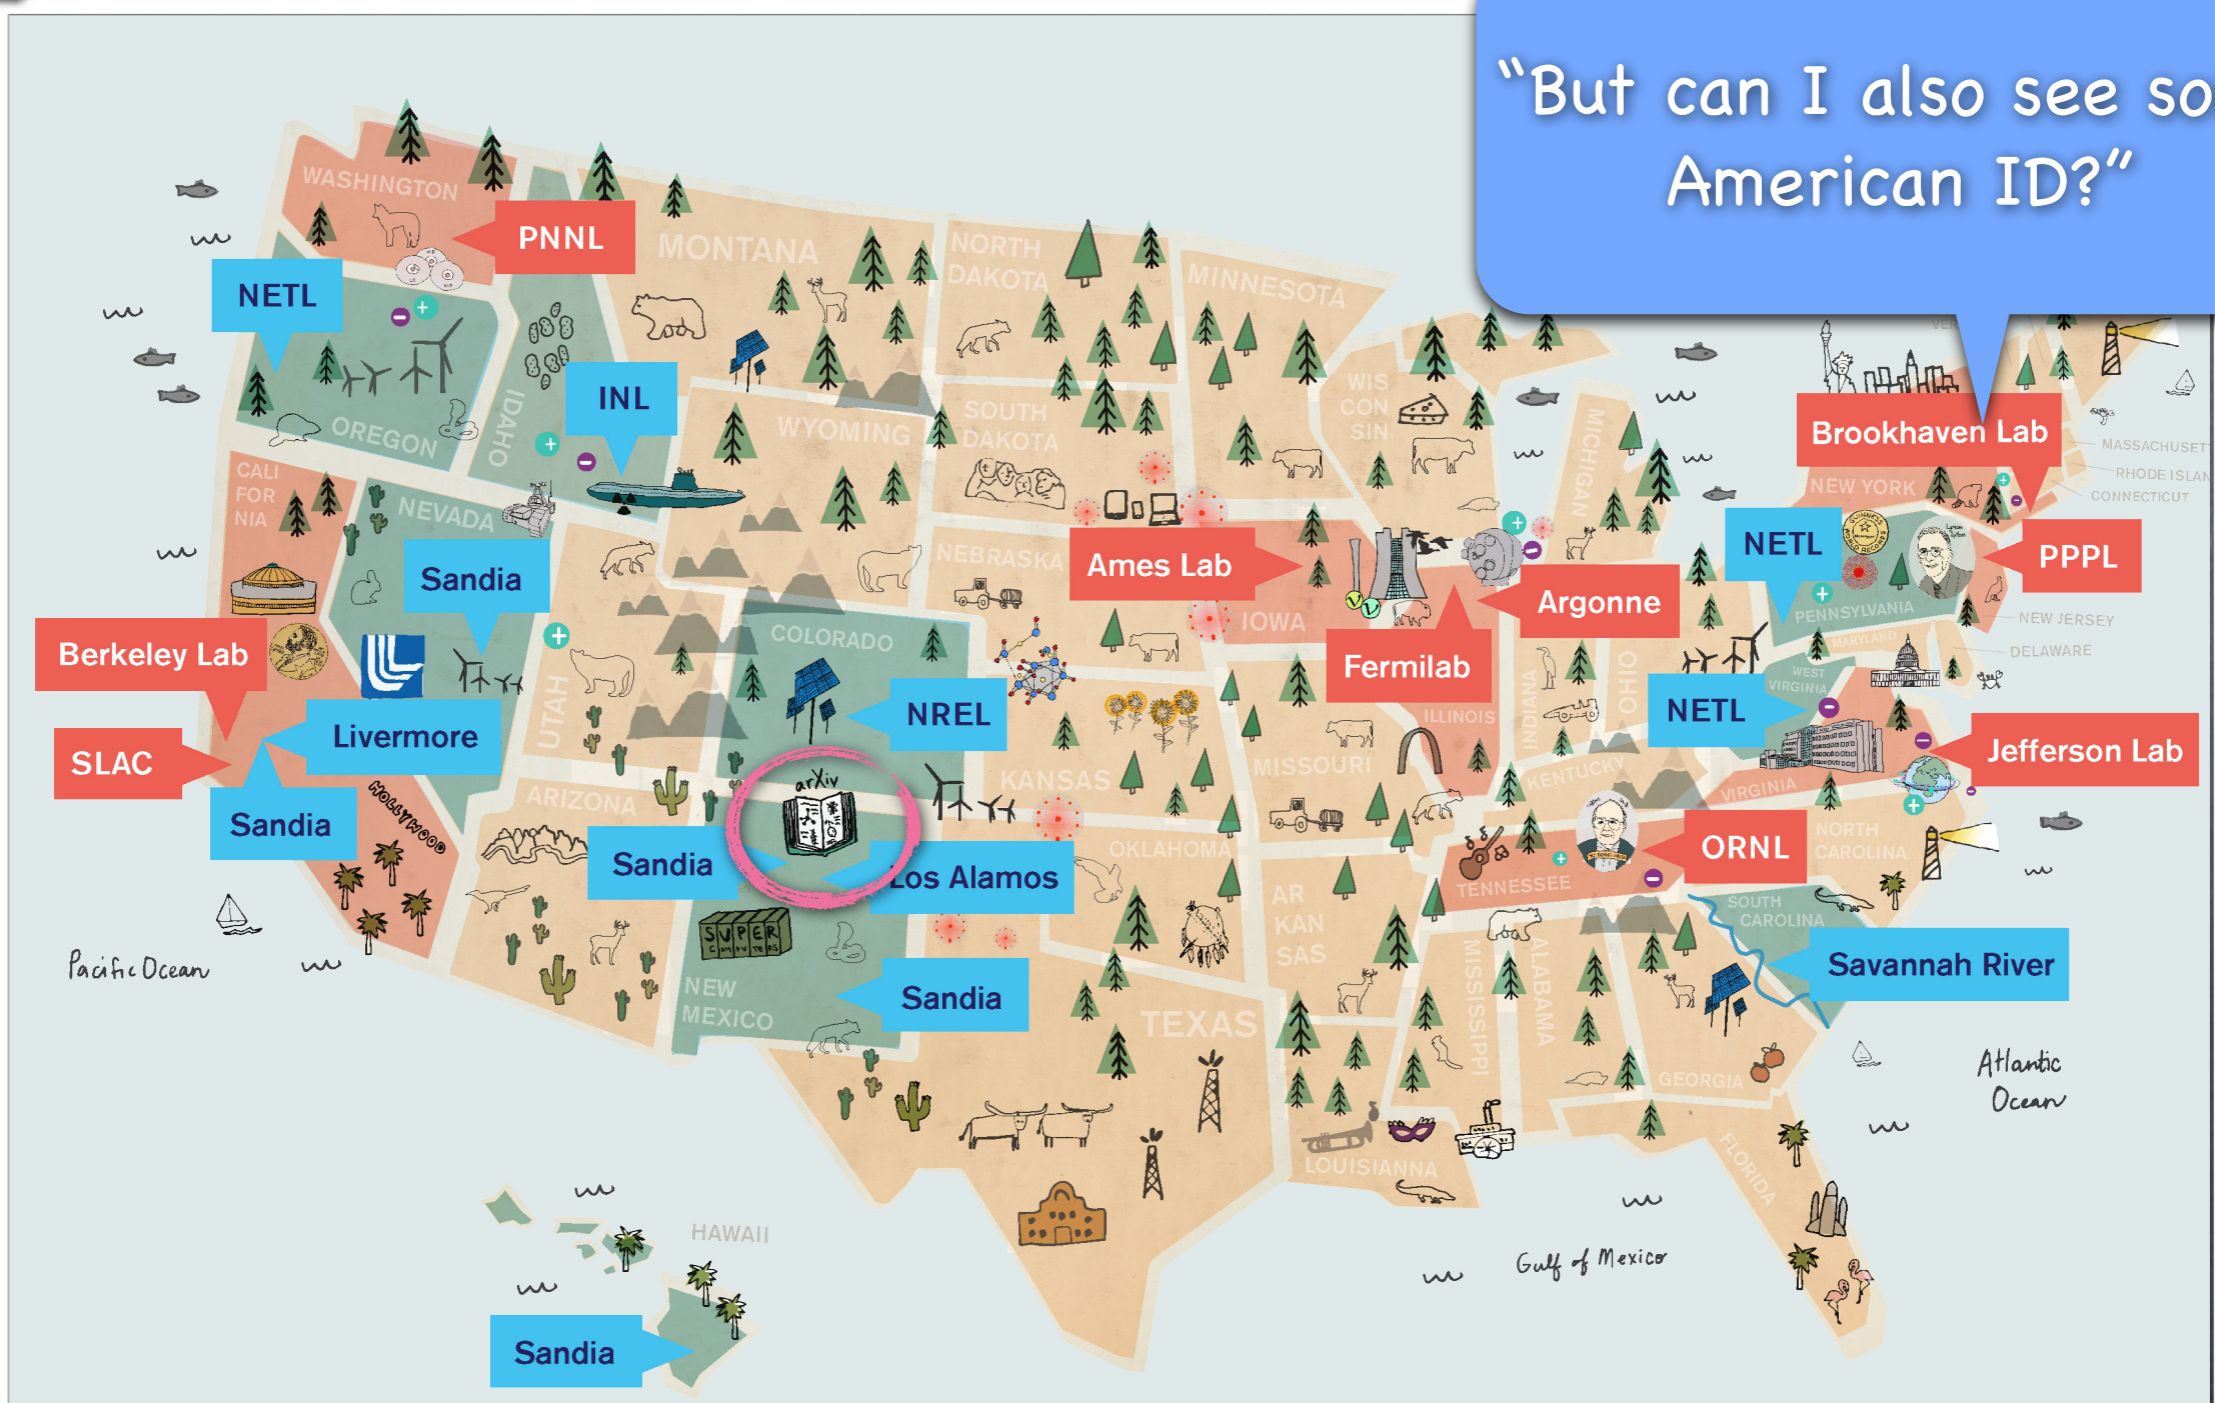 “But can I also see so
American ID?”
WASHINGTON
PNNL
MONTANA
NORTH
DAKOTA
MINNESOTA
NETL
OREGON
IDAHO
INL
WYOMING
SOUTH
DAKOTA
WIS
CON
SIN
MICHIGAN
Brookhaven Lab
NEW YORK
MASSACHUSET
RHODE ISLAN
CONNECTICUT
CALI
FOR
NIA
NEVADA
NEBRASKA
Ames Lab
IOWA
NETL
PPPL
PENNSYLVANIA
NEW JERSEY
MARYLAND
DELAWARE
Sandia
Argonne
Fermilab
ILLINOIS
INDIANA
OHIO
WEST
VIRGINIA
NETL
Berkeley Lab
SLAC
Livermore
Sandia
HOLLYWOOD
UTAH
COLORADO
NREL
KANSAS
MISSOURI
KENTUCKY
VIRGINIA
Jefferson Lab
ARIZONA
arXiv
Sandia
Los Alamos
OKLAHOMA
TENNESSEE
ORNL
NORTH
CAROLINA
SOUTH
CAROLINA
SUPER
COMPUTERS
AR
KAN
SAS
Savannah River
Pacific Ocean
NEW
MEXICO
Sandia
TEXAS
MISSISSIPPI
ALABAMA
GEORGIA
Atlantic
Ocean
LOUISIANNA
FLORIDA
HAWAII
Gulf of Mexico
Sandia